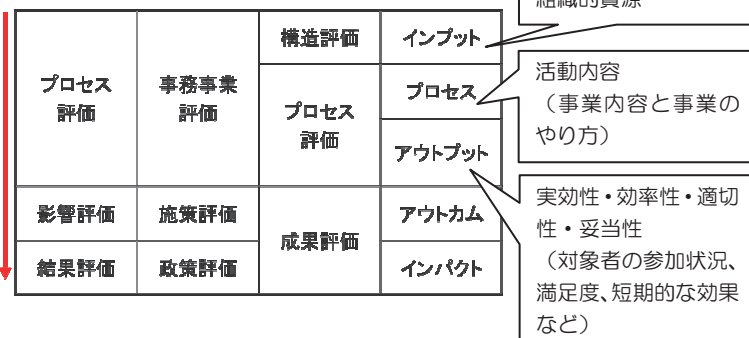 構造評価
インプット
プロセス
評価
事務事業
評価
プロセス
評価
プロセス
アウトプット
影響評価
施策評価
成果評価
アウトカム
結果評価
政策評価
インパクト
組織的資源
活動内容
（事業内容と事業の
やり方）
実効性・効率性・適切
性・妥当性
（対象者の参加状況、
満足度、短期的な効果
など）